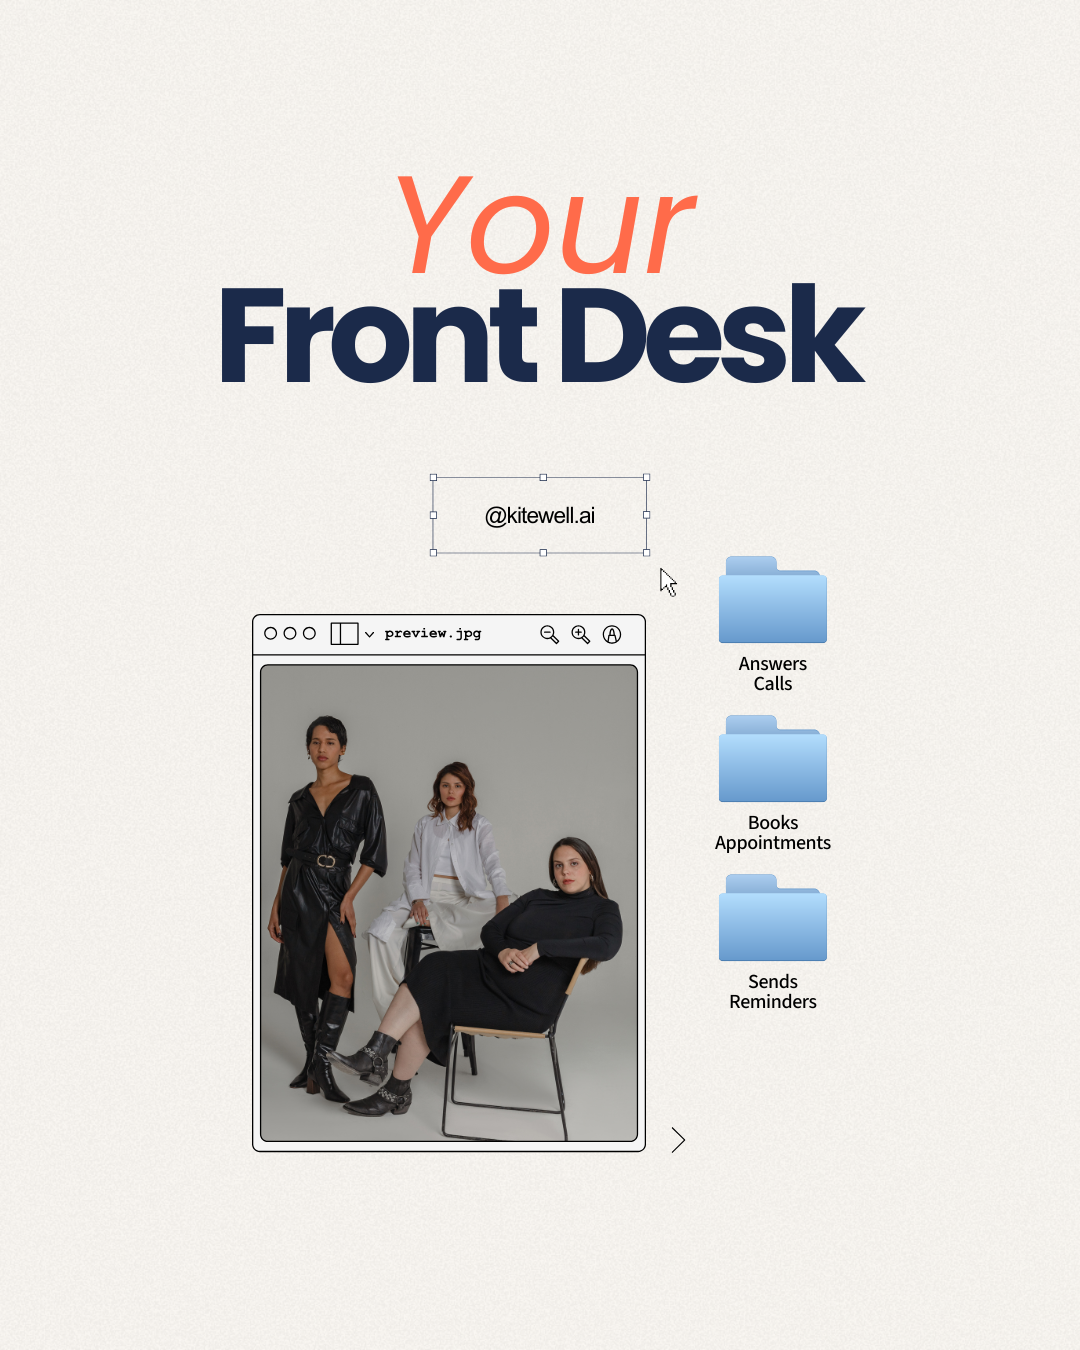 Your
Front Desk
@kitewell.ai
preview.jpg
Answers
Calls
Books
Appointments
Sends
Reminders